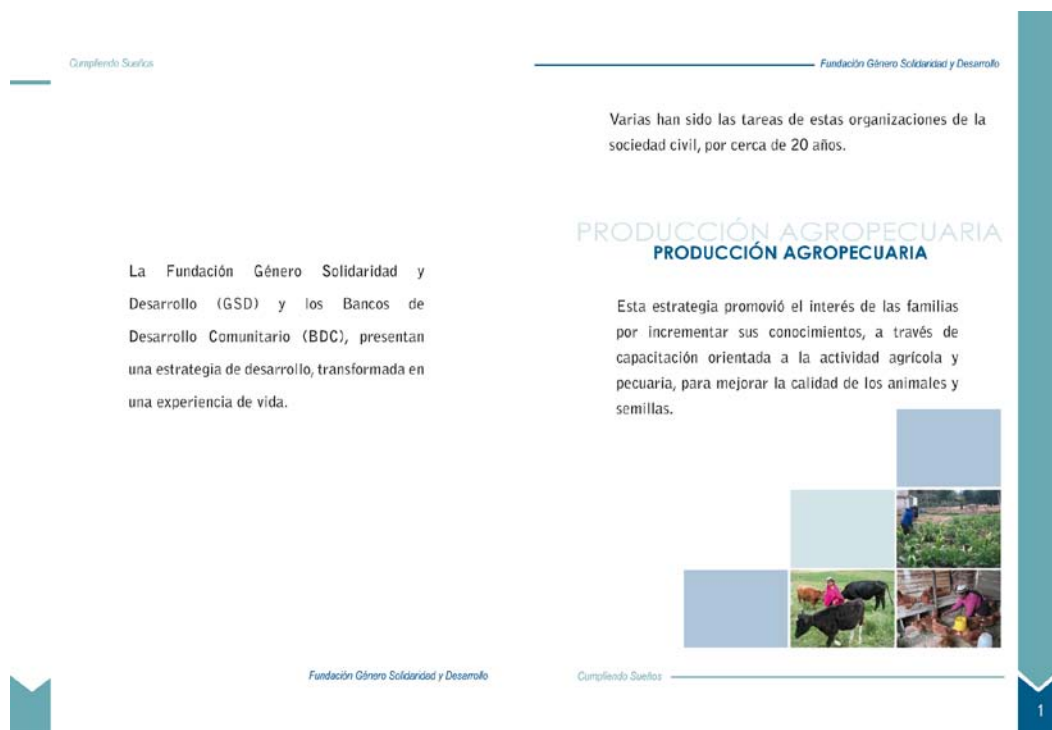 Cumpliendo Sueños
La Fundación Género Solidaridad y
Desarrollo (GSD) y los Bancos de
Desarrollo Comunitario (BDC), presentan
una estrategia de desarrollo, transformada en
una experiencia de vida.
Fundación Género Solidaridad y Desarrollo
Fundación Género Solidaridad y Desarrollo
Varias han sido las tareas de estas organizaciones de la
sociedad civil, por cerca de 20 años.
PRODUCCIÓN AGROPECUARIA
PRODUCCIÓN AGROPECUARIA
Esta estrategia promovió el interés de las familias
por incrementar sus conocimientos, a través de
capacitación orientada a la actividad agrícola y
pecuaria, para mejorar la calidad de los animales y
semillas.
Cumpliendo Sueños
1